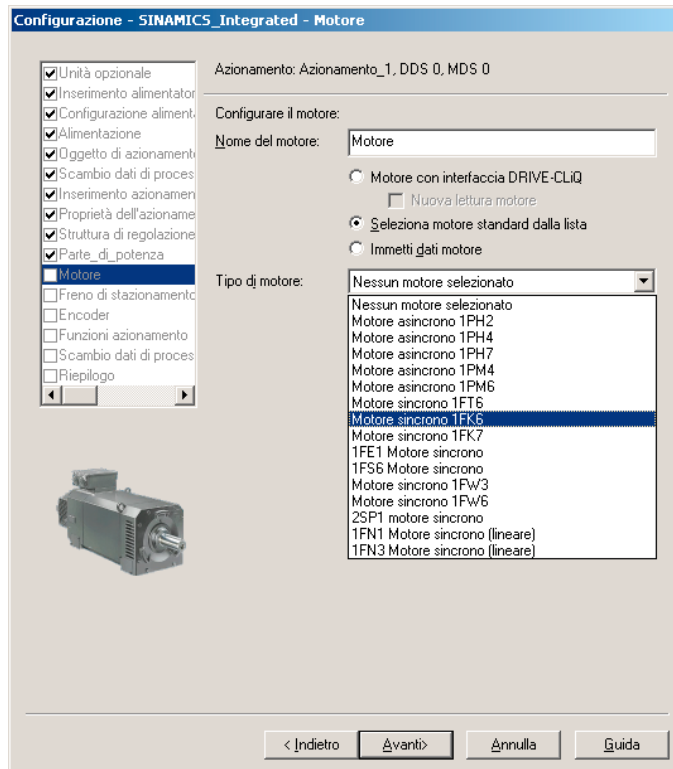 Configurazione - SINAMICS_Integrated - Motore
Unità opzionale
Inserimento alimentator
Configurazione aliment
Alimentazione
Oggetto di azionament
Scambio dati di proces
Inserimento azionamen
Proprietà dell'azioname
Struttura di regolazione
Parte_di_potenza
Motore
Freno di stazionamento
Encoder
Funzioni azionamento
Scambio dati di proces
Riepilogo
Azionamento: Azionamento_1, DDS 0, MDS 0
Configurare il motore:
Nome del motore: Motore
Motore con interfaccia DRIVE-CLiQ
Nuova lettura motore
Seleziona motore standard dalla lista
Immetti dati motore
Tipo di motore: Nessun motore selezionato
Nessun motore selezionato
Motore asincrono 1PH2
Motore asincrono 1PH4
Motore asincrono 1PH7
Motore asincrono 1PM4
Motore asincrono 1PM6
Motore sincrono 1FT6
Motore sincrono 1FK6
Motore sincrono 1FK7
1FE1 Motore sincrono
1FS6 Motore sincrono
Motore sincrono 1FW3
Motore sincrono 1FW6
2SP1 motore sincrono
1FN1 Motore sincrono (lineare)
1FN3 Motore sincrono (lineare)
< Indietro
Avanti>
Annulla
Guida